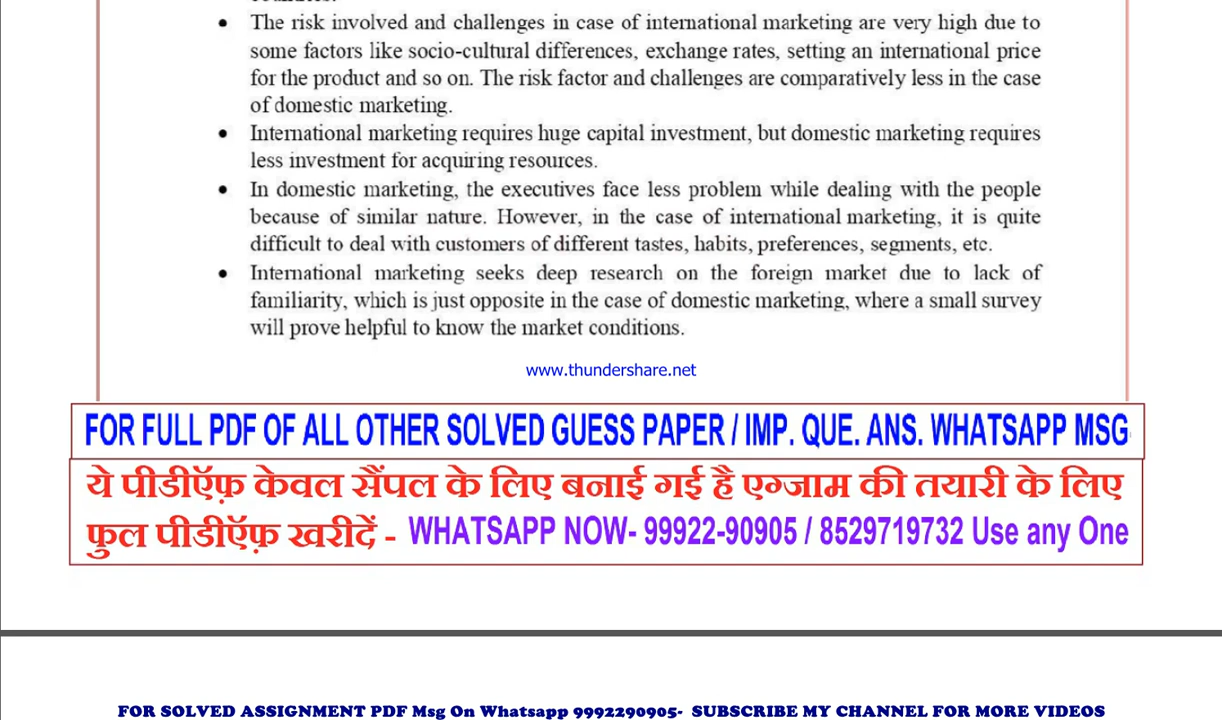 • The risk involved and challenges in case of international marketing are very high due to
some factors like socio-cultural differences, exchange rates, setting an international price
for the product and so on. The risk factor and challenges are comparatively less in the case
of domestic marketing.
• International marketing requires huge capital investment, but domestic marketing requires
less investment for acquiring resources.
• In domestic marketing, the executives face less problem while dealing with the people
because of similar nature. However, in the case of international marketing, it is quite
difficult to deal with customers of different tastes, habits, preferences, segments, etc.
• International marketing seeks deep research on the foreign market due to lack of
familiarity, which is just opposite in the case of domestic marketing, where a small survey
will prove helpful to know the market conditions.
www.thundershare.net
FOR FULL PDF OF ALL OTHER SOLVED GUESS PAPER / IMP. QUE. ANS. WHATSAPP MSG
ये पीडीऍफ़ केवल सैंपल के लिए बनाई गई है एग्जाम की तयारी के लिए
फुल पीडीऍफ़ खरीदें - WHATSAPP NOW- 99922-90905 / 8529719732 Use any One
FOR SOLVED ASSIGNMENT PDF Msg On Whatsapp 9992290905- SUBSCRIBE MY CHANNEL FOR MORE VIDEOS